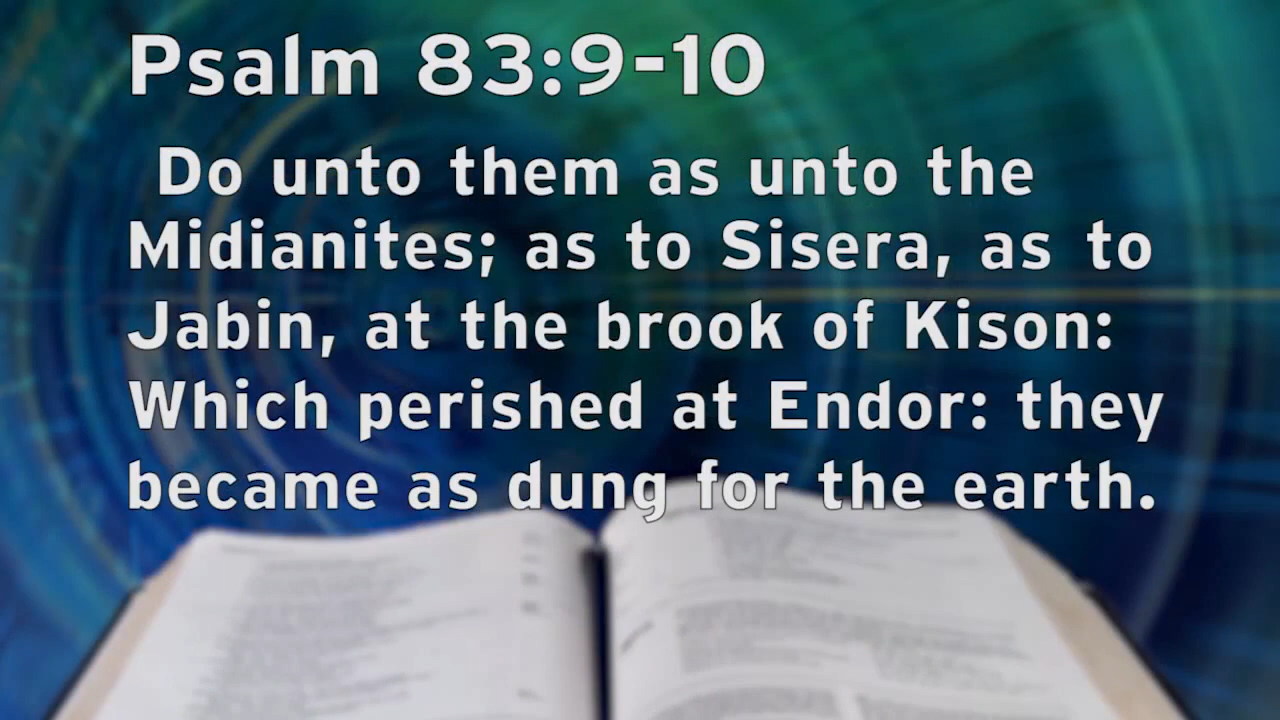 Psalm 83:9-10
Do unto them as unto the
Midianites; as to Sisera, as to
Jabin, at the brook of Kison:
Which perished at Endor: they
became as dung for the earth.